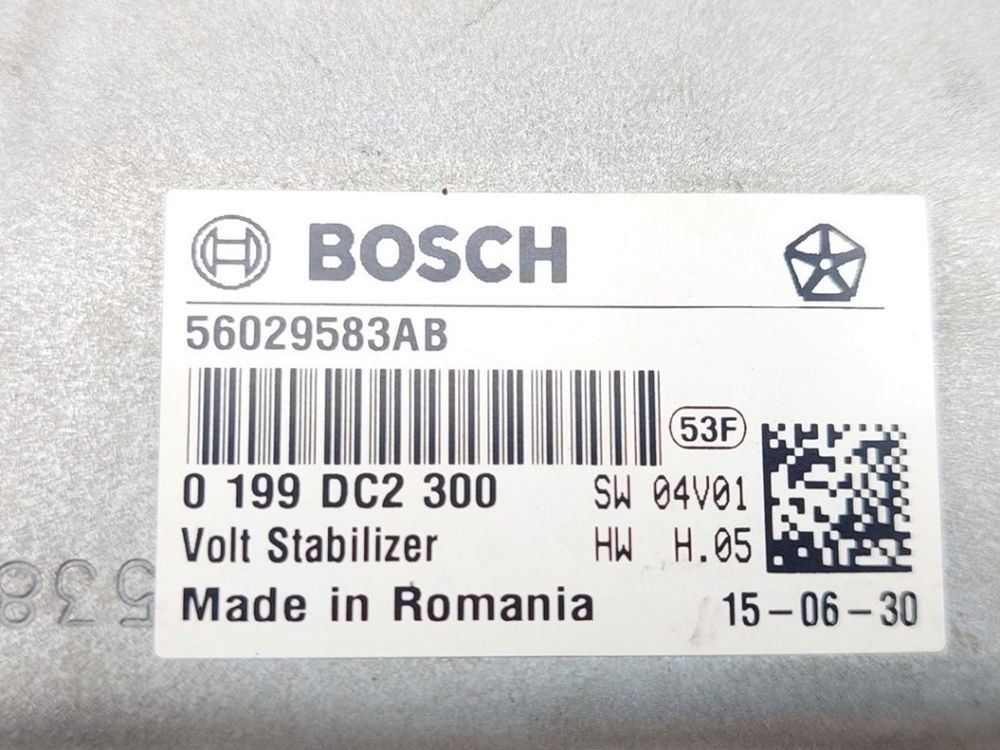 BOSCH
56029583AB
53F
0 199 DC2 300 SW 04V01
Volt Stabilizer HW H.05
Made in Romania 15-06-30